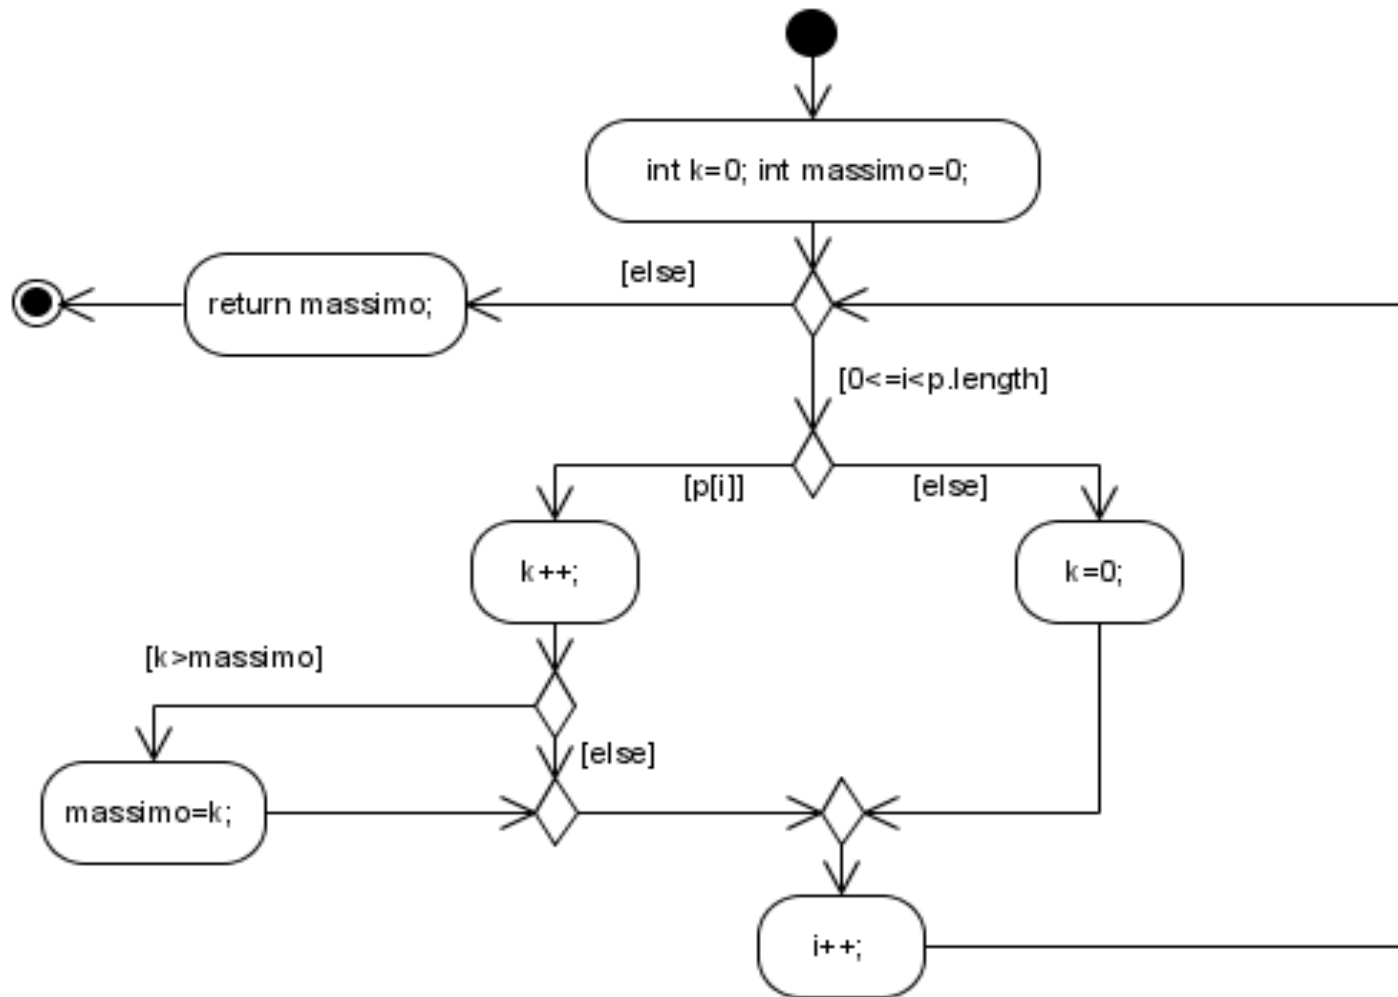 int k=0; int massimo=0;
[else]
return massimo;
[0<=i<p.length]
[p[i]]
[else]
k++;
k=0;
[k>massimo]
[else]
massimo=k;
i++;